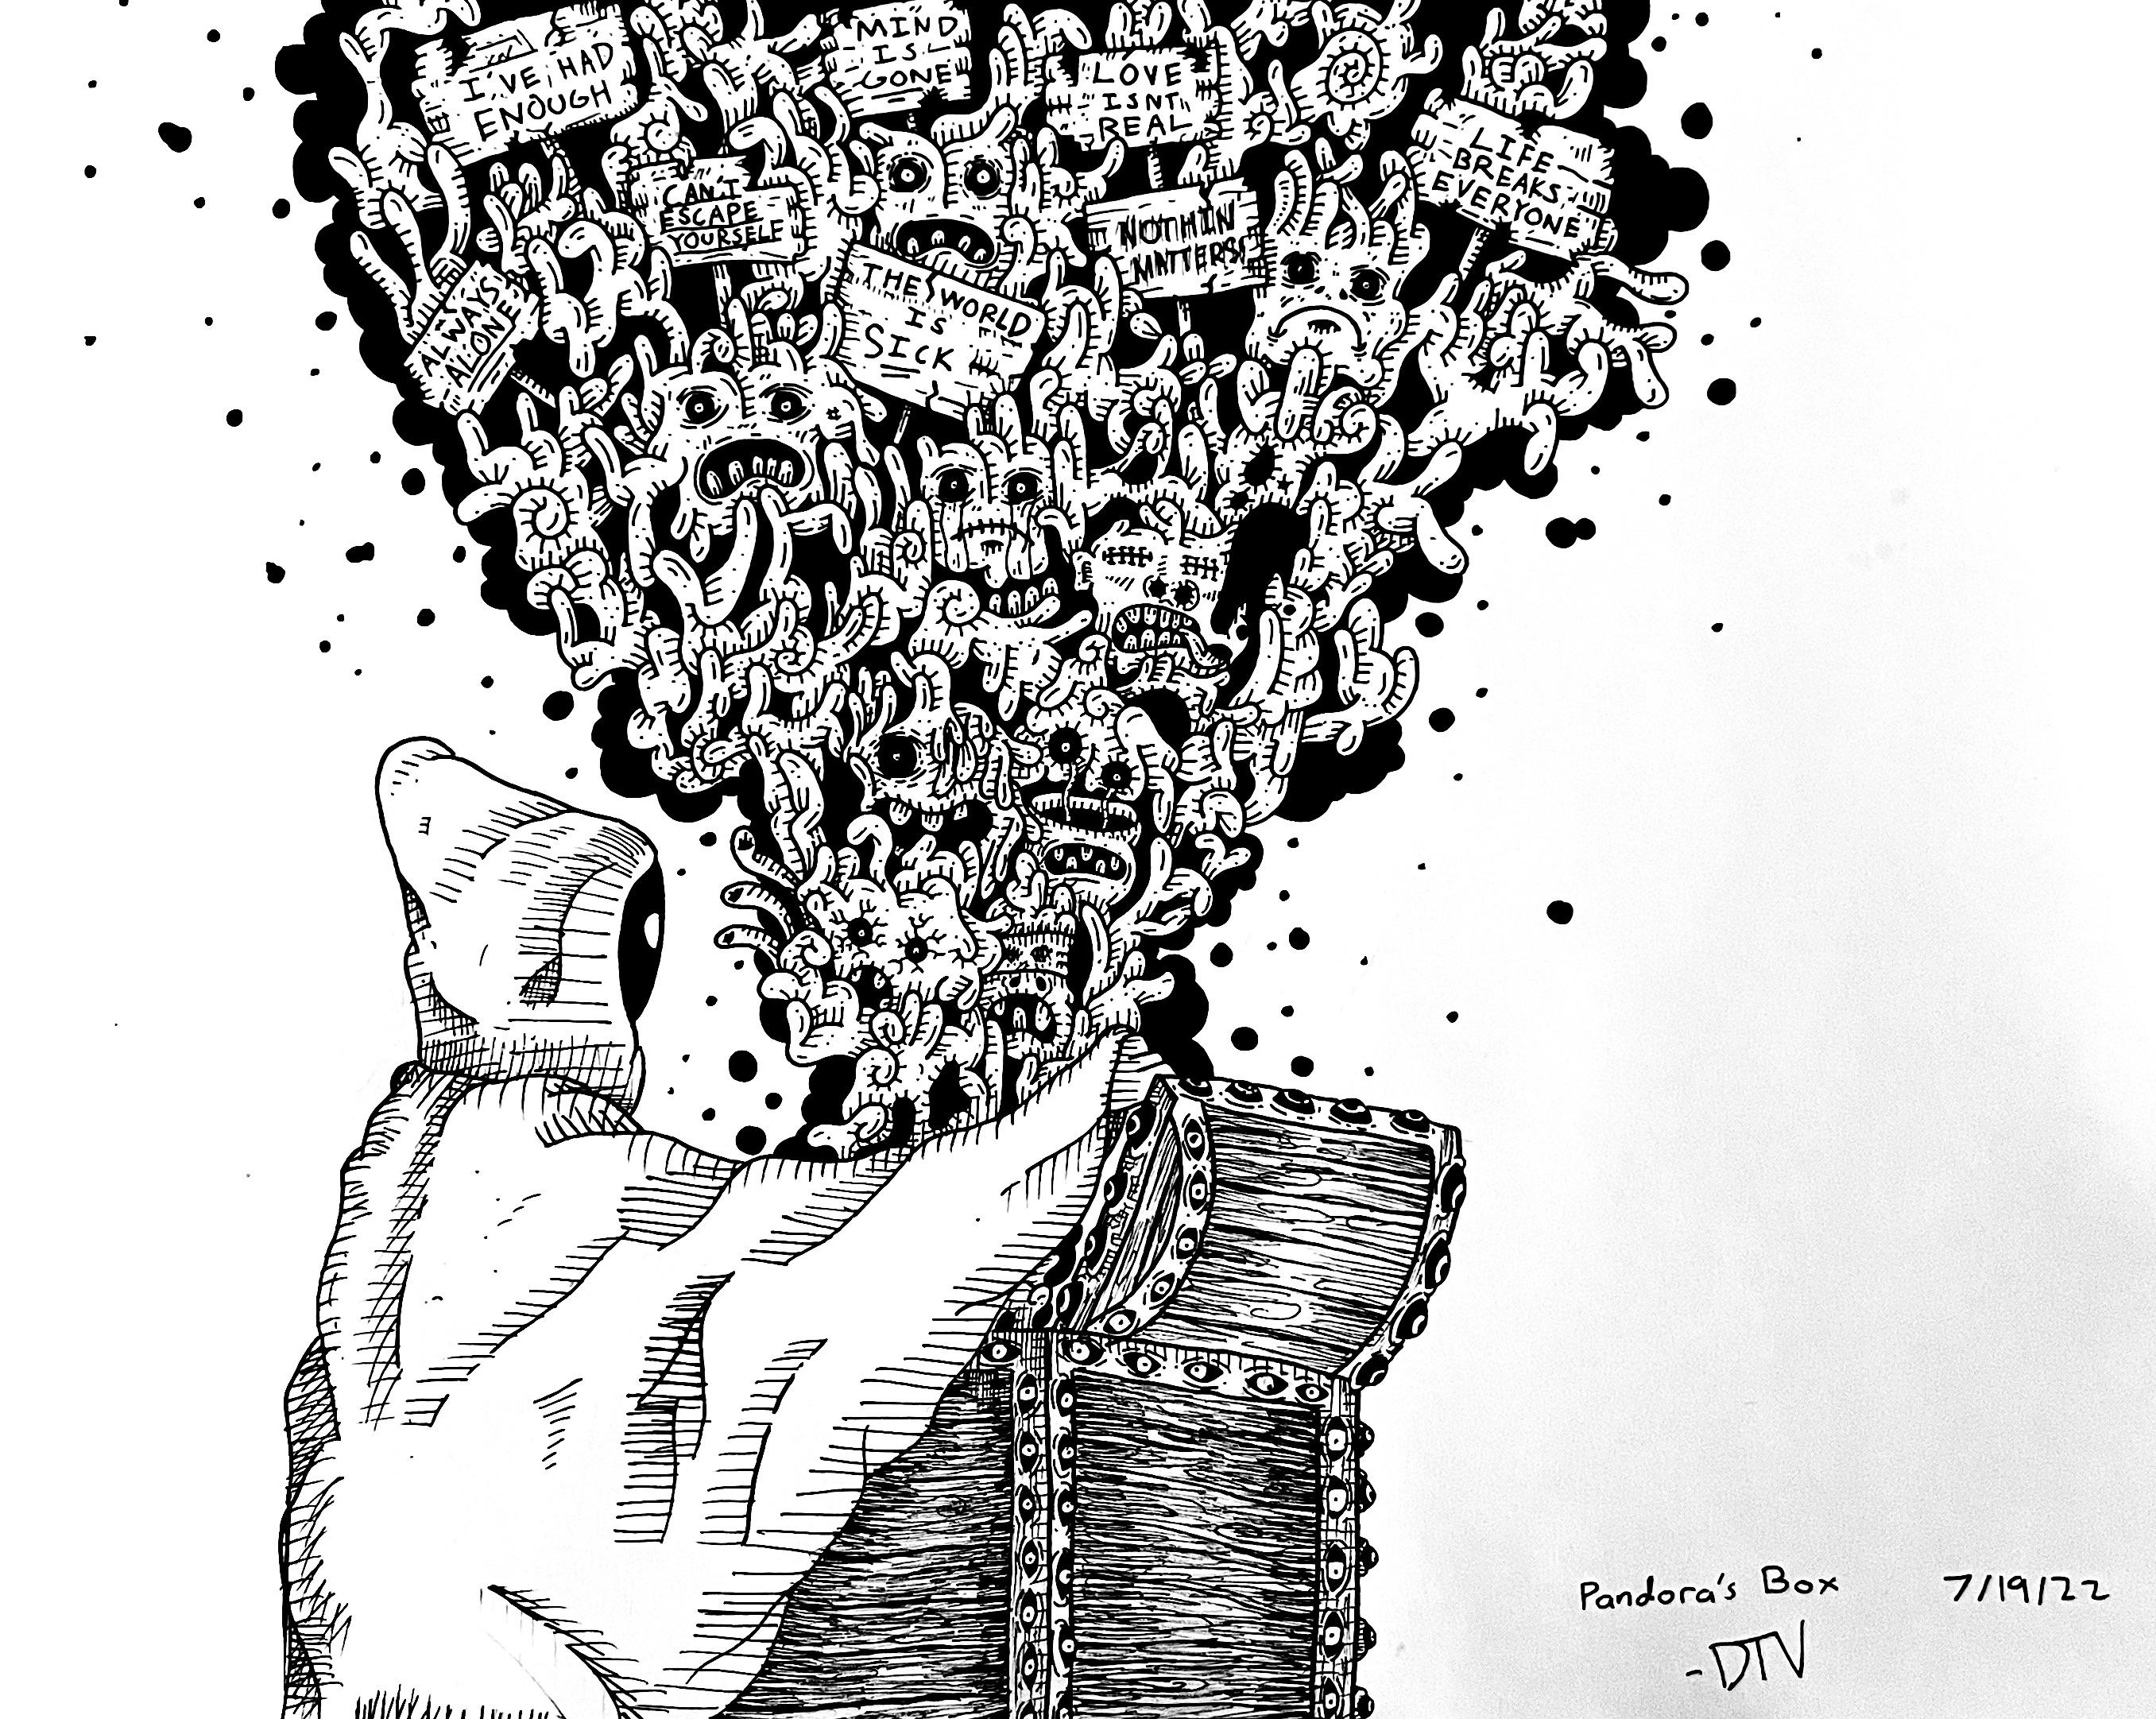 I'VE HAD
ENOUGH
MIND
IS
GONE
LOVE
ISNT
REAL
LIFE
BREAKS
EVERYONE
CAN'T
ESCAPE
YOURSELF
NOTHIN
MATTERS!
ALWAYS
ALONE
THE WORLD
IS
SICK
Pandora's Box 7/19/22
-DTV